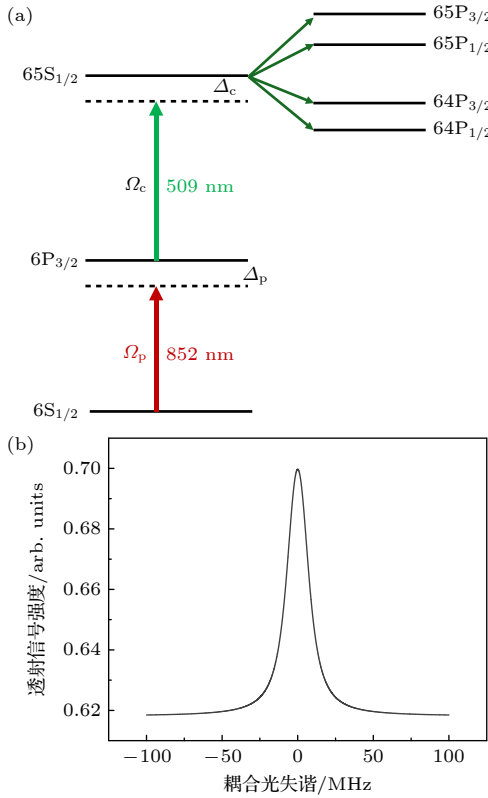 (a)
65P3/2
65P1/2
65S1/2
Δc
64P3/2
64P1/2
Ωc 509 nm
6P3/2
Δp
Ωp 852 nm
6S1/2
(b)
0.70
0.68
0.66
0.64
0.62
透射信号强度/arb. units
−100 −50 0 50 100
耦合光失谐/MHz